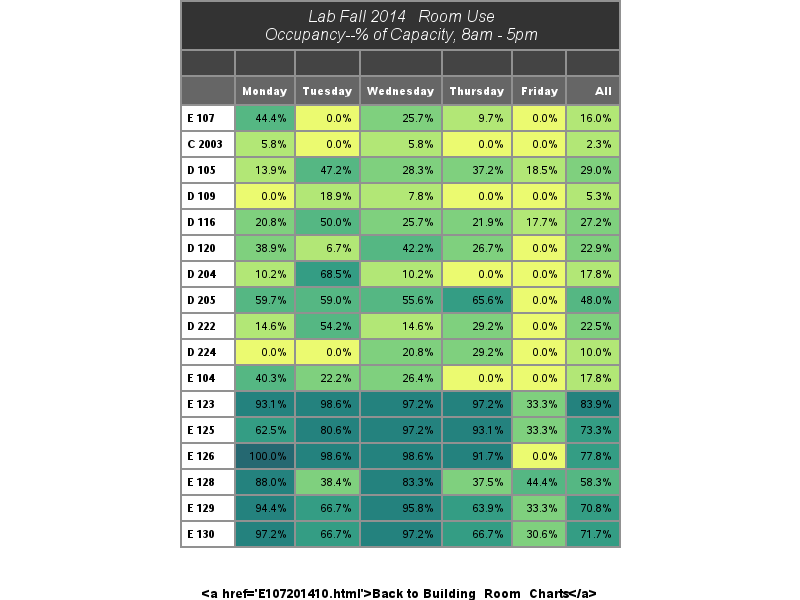 Lab Fall 2014 Room Use
Occupancy--% of Capacity, 8am - 5pm
Monday Tuesday Wednesday Thursday Friday All
E 107 44.4% 0.0% 25.7% 9.7% 0.0% 16.0%
C 2003 5.8% 0.0% 5.8% 0.0% 0.0% 2.3%
D 105 13.9% 47.2% 28.3% 37.2% 18.5% 29.0%
D 109 0.0% 18.9% 7.8% 0.0% 0.0% 5.3%
D 116 20.8% 50.0% 25.7% 21.9% 17.7% 27.2%
D 120 38.9% 6.7% 42.2% 26.7% 0.0% 22.9%
D 204 10.2% 68.5% 10.2% 0.0% 0.0% 17.8%
D 205 59.7% 59.0% 55.6% 65.6% 0.0% 48.0%
D 222 14.6% 54.2% 14.6% 29.2% 0.0% 22.5%
D 224 0.0% 0.0% 20.8% 29.2% 0.0% 10.0%
E 104 40.3% 22.2% 26.4% 0.0% 0.0% 17.8%
E 123 93.1% 98.6% 97.2% 97.2% 33.3% 83.9%
E 125 62.5% 80.6% 97.2% 93.1% 33.3% 73.3%
E 126 100.0% 98.6% 98.6% 91.7% 0.0% 77.8%
E 128 88.0% 38.4% 83.3% 37.5% 44.4% 58.3%
E 129 94.4% 66.7% 95.8% 63.9% 33.3% 70.8%
E 130 97.2% 66.7% 97.2% 66.7% 30.6% 71.7%
<a href='E107201410.html'>Back to Building_Room_Charts</a>